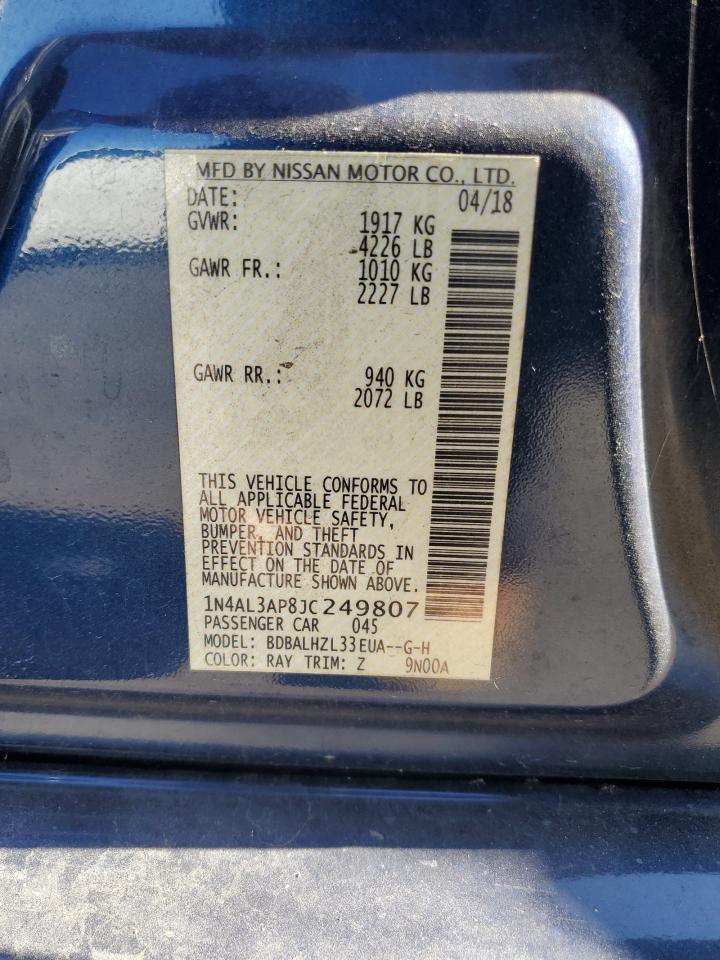 MFD BY NISSAN MOTOR CO., LTD.
DATE: 04/18
GVWR: 1917 KG
4226 LB
GAWR FR.: 1010 KG
2227 LB
GAWR RR.: 940 KG
2072 LB
THIS VEHICLE CONFORMS TO
ALL APPLICABLE FEDERAL
MOTOR VEHICLE SAFETY,
BUMPER, AND THEFT
PREVENTION STANDARDS IN
EFFECT ON THE DATE OF
MANUFACTURE SHOWN ABOVE.
1N4AL3AP8JC249807
PASSENGER CAR 045
MODEL: BDBALHZL33EUA--G-H
COLOR: RAY TRIM: Z 9N00A